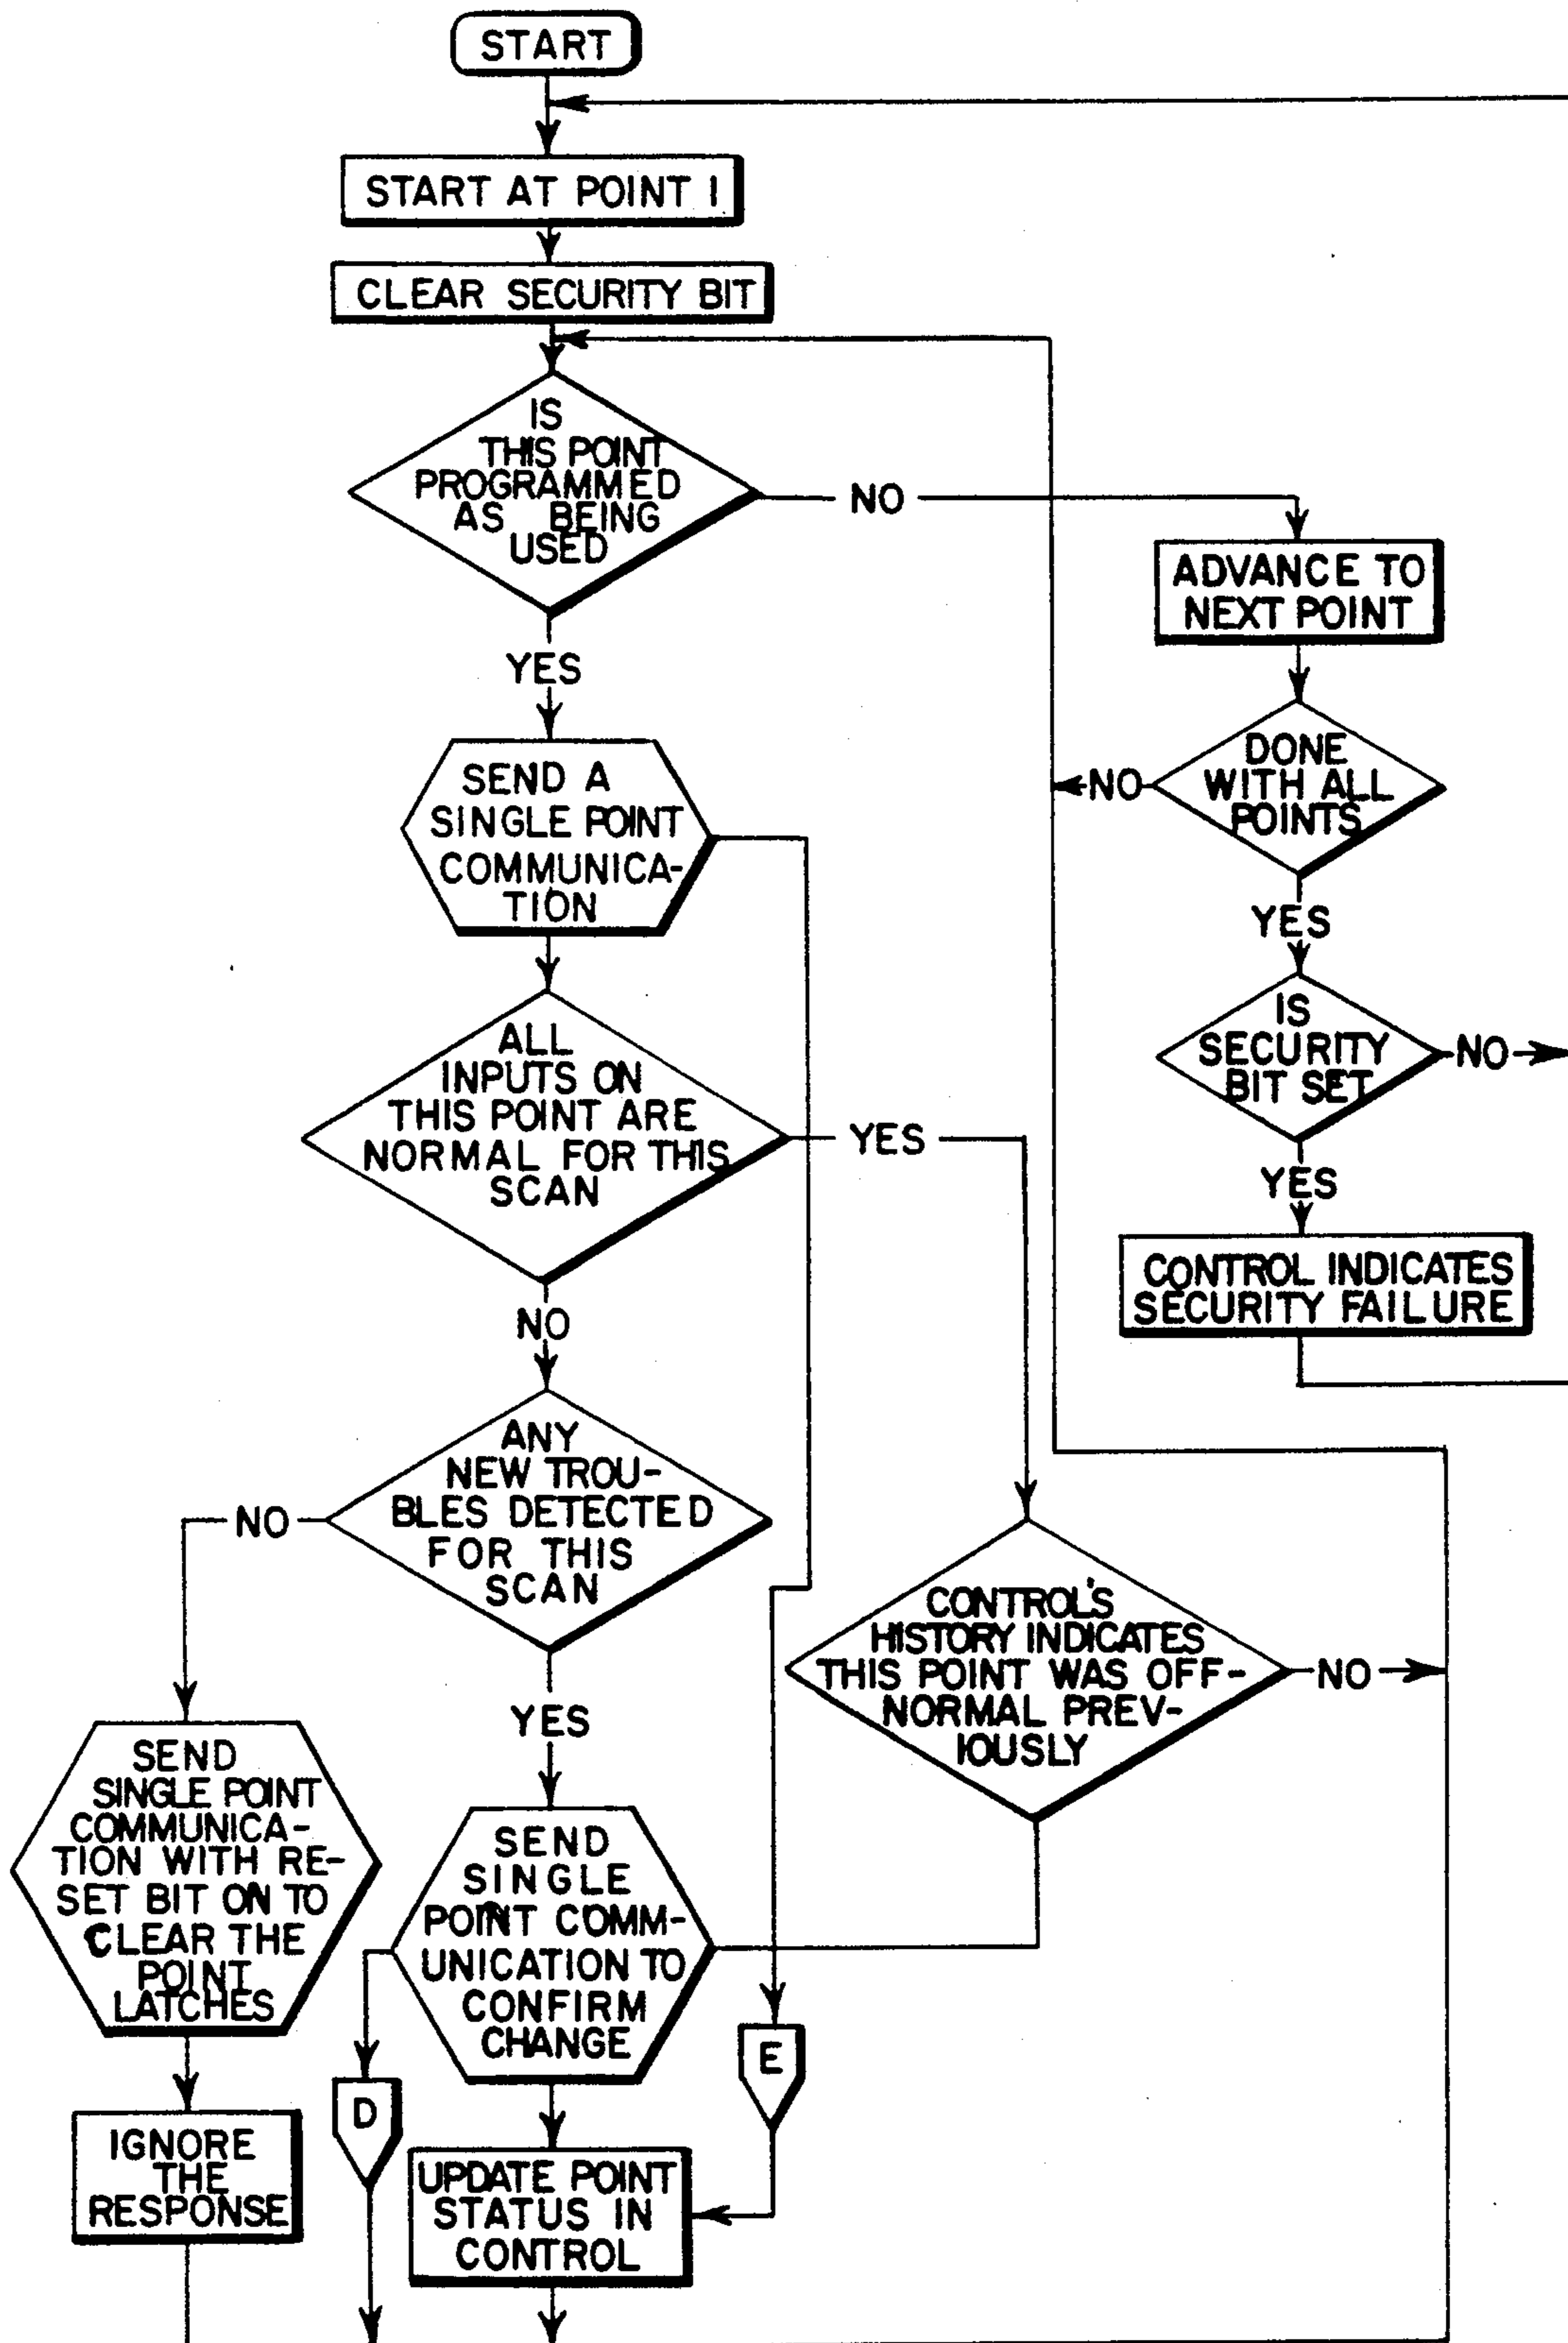 START
START AT POINT 1
CLEAR SECURITY BIT
IS
THIS POINT
PROGRAMMED
AS BEING
USED
NO
YES
ADVANCE TO
NEXT POINT
DONE
WITH ALL
POINTS
NO
YES
IS
SECURITY
BIT SET
NO
YES
CONTROL INDICATES
SECURITY FAILURE
SEND A
SINGLE POINT
COMMUNICA-
TION
ALL
INPUTS ON
THIS POINT ARE
NORMAL FOR THIS
SCAN
YES
NO
ANY
NEW TROU-
BLES DETECTED
FOR THIS
SCAN
NO
YES
CONTROL'S
HISTORY INDICATES
THIS POINT WAS OFF-
NORMAL PREV-
IOUSLY
NO
SEND
SINGLE POINT
COMMUNICA-
TION WITH RE-
SET BIT ON TO
CLEAR THE
POINT
LATCHES
SEND
SINGLE
POINT COMM-
UNICATION TO
CONFIRM
CHANGE
E
D
IGNORE
THE
RESPONSE
UPDATE POINT
STATUS IN
CONTROL